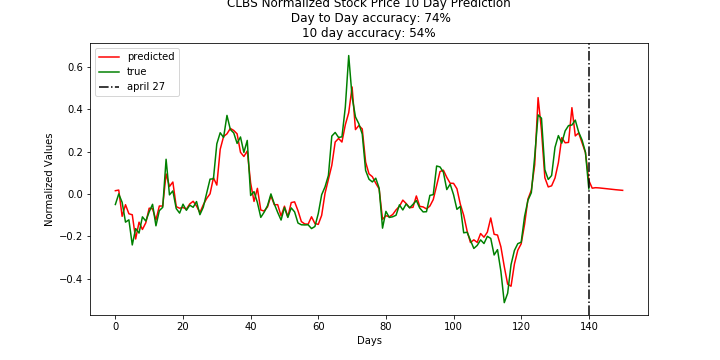 CLBS Normalized Stock Price 10 Day Prediction
Day to Day accuracy: 74%
10 day accuracy: 54%
predicted
true
april 27
Normalized Values
0.6
0.4
0.2
0.0
−0.2
−0.4
0 20 40 60 80 100 120 140
Days